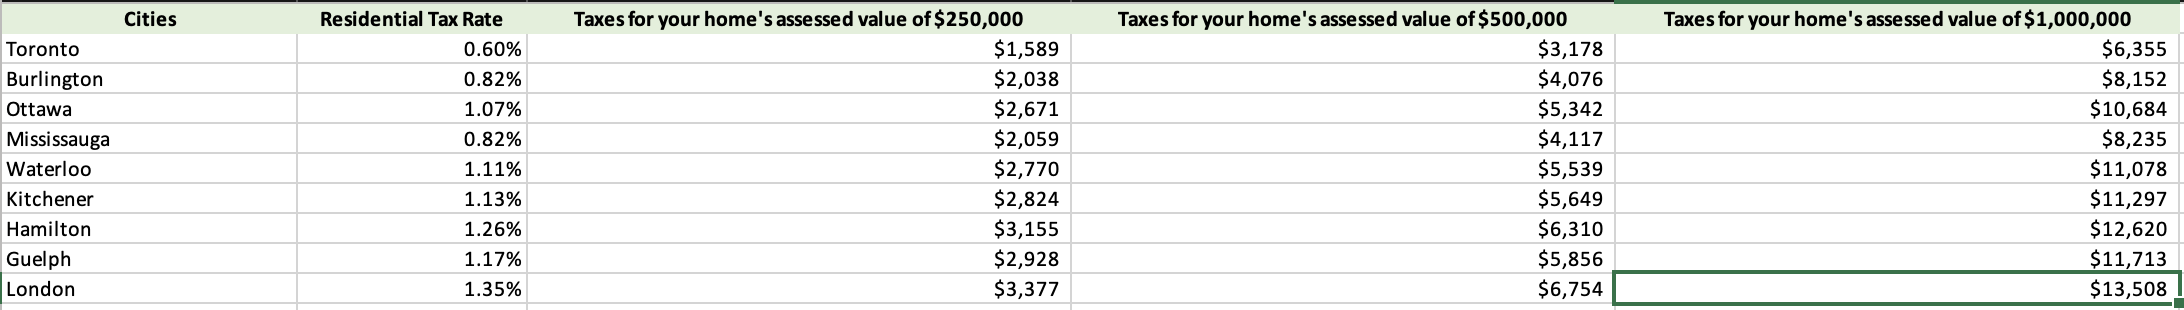 Cities Residential Tax Rate Taxes for your home's assessed value of $250,000 Taxes for your home's assessed value of $500,000 Taxes for your home's assessed value of $1,000,000
Toronto 0.60% $1,589 $3,178 $6,355
Burlington 0.82% $2,038 $4,076 $8,152
Ottawa 1.07% $2,671 $5,342 $10,684
Mississauga 0.82% $2,059 $4,117 $8,235
Waterloo 1.11% $2,770 $5,539 $11,078
Kitchener 1.13% $2,824 $5,649 $11,297
Hamilton 1.26% $3,155 $6,310 $12,620
Guelph 1.17% $2,928 $5,856 $11,713
London 1.35% $3,377 $6,754 $13,508